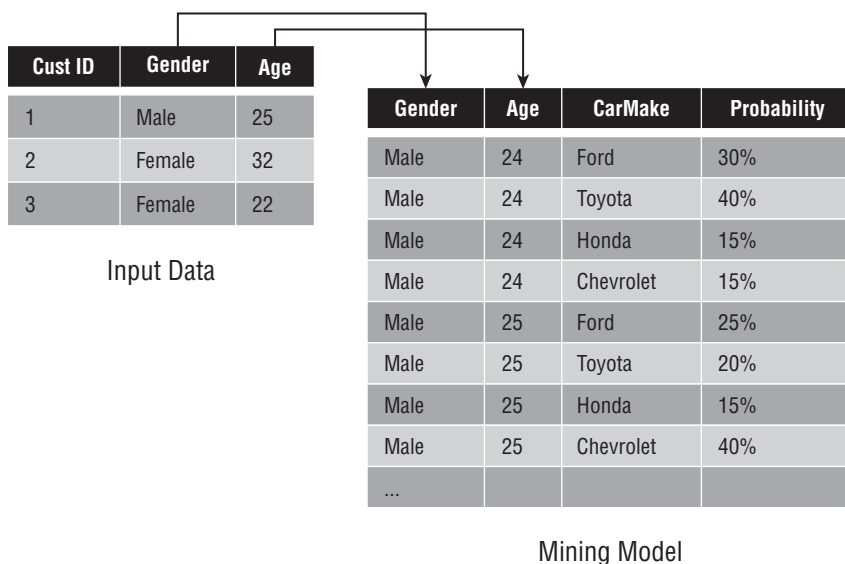 Cust ID Gender Age
1 Male 25
2 Female 32
3 Female 22
Input Data
Gender Age CarMake Probability
Male 24 Ford 30%
Male 24 Toyota 40%
Male 24 Honda 15%
Male 24 Chevrolet 15%
Male 25 Ford 25%
Male 25 Toyota 20%
Male 25 Honda 15%
Male 25 Chevrolet 40%
...
Mining Model